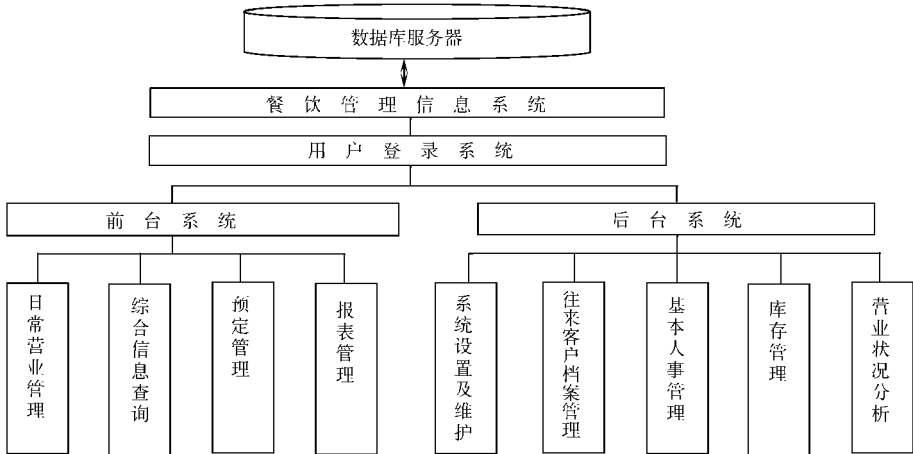 数据库服务器
餐饮管理信息系统
用户登录系统
前台系统
后台系统
日常营业管理
综合信息查询
预定管理
报表管理
系统设置及维护
往来客户档案管理
基本人事管理
库存管理
营业状况分析